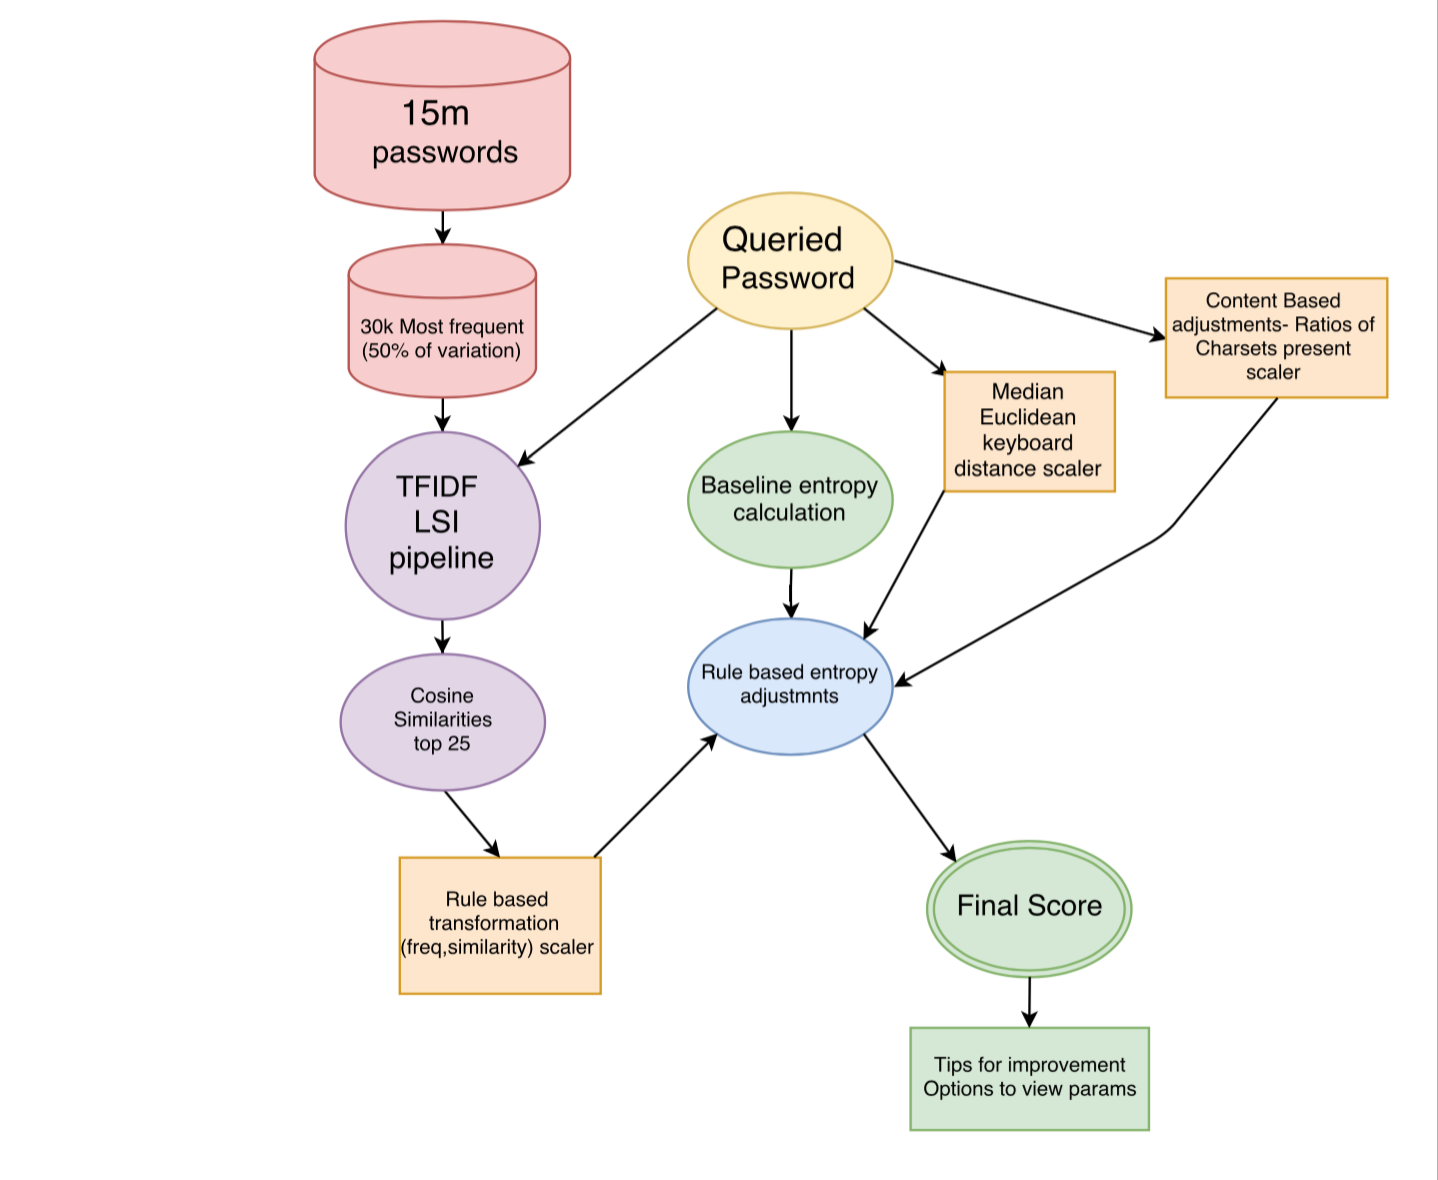 15m
passwords
30k Most frequent
(50% of variation)
TFIDF
LSI
pipeline
Cosine
Similarities
top 25
Rule based
transformation
(freq,similarity) scaler
Queried
Password
Baseline entropy
calculation
Median
Euclidean
keyboard
distance scaler
Content Based
adjustments- Ratios of
Charsets present
scaler
Rule based entropy
adjustmnts
Final Score
Tips for improvement
Options to view params